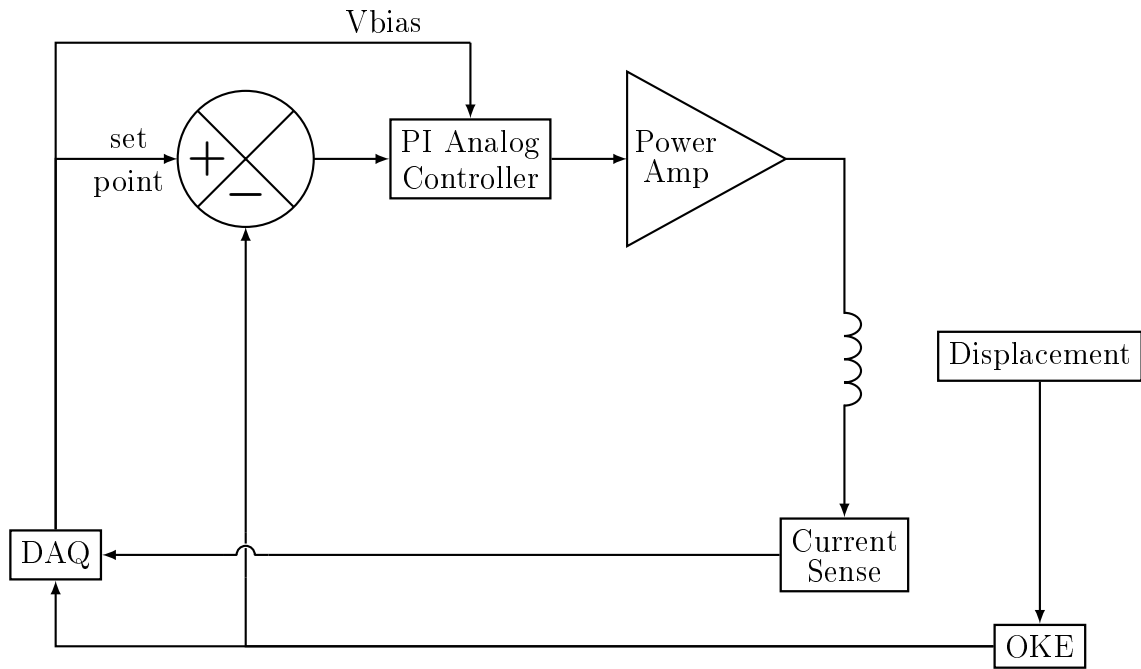 Vbias
set
point
+
−
PI Analog
Controller
Power
Amp
Displacement
DAQ
Current
Sense
OKE